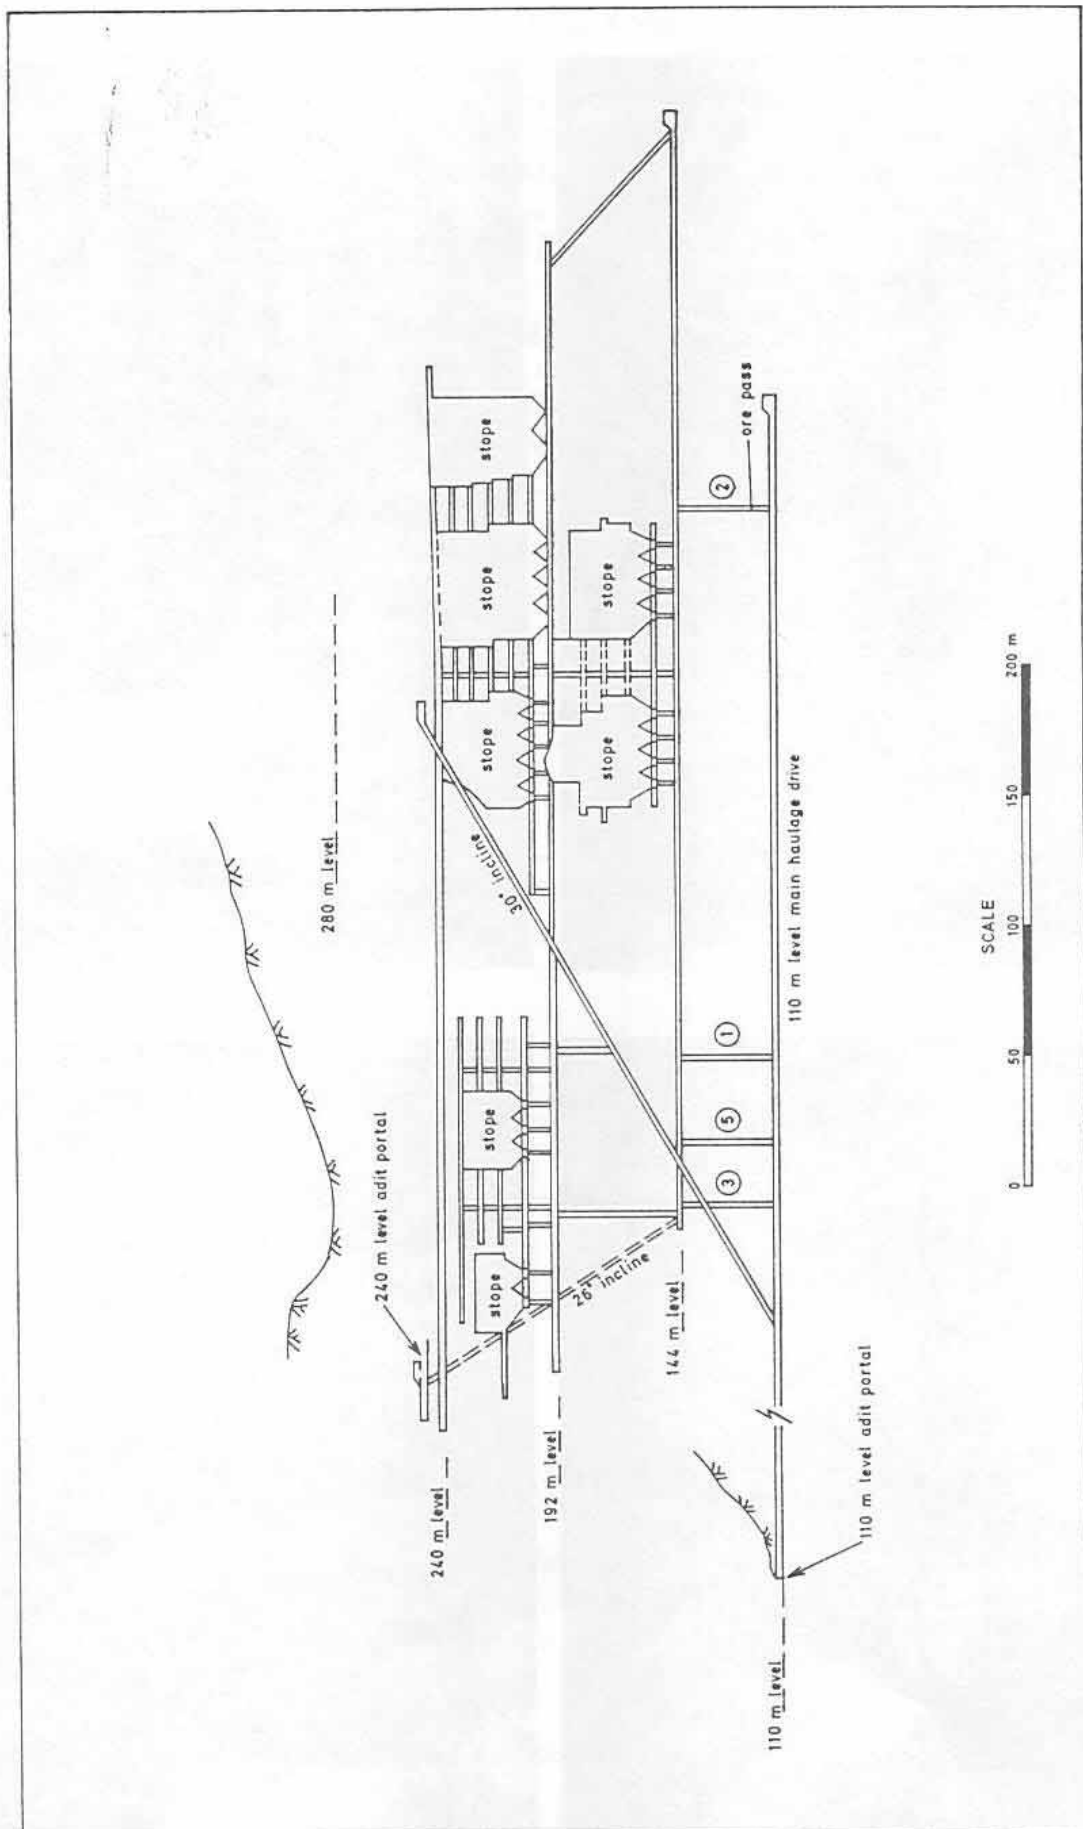 280 m level
240 m level adit portal
240 m level
stope
stope
stope
stope
stope
30° incline
192 m level
stope
stope
26° incline
144 m level
3
5
1
2
ore pass
110 m level main haulage drive
110 m level
110 m level adit portal
SCALE
0
50
100
150
200 m